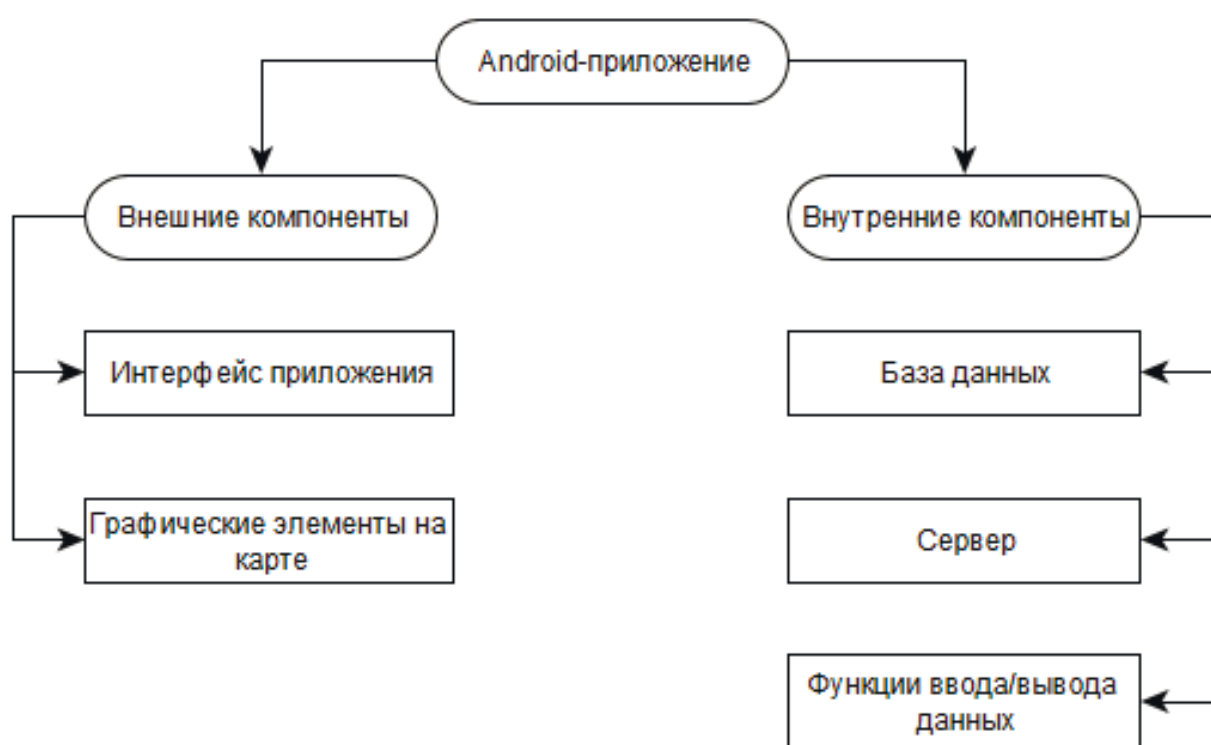 Android-приложение
Внешние компоненты
Внутренние компоненты
Интерфейс приложения
База данных
Графические элементы на
карте
Сервер
Функции ввода/вывода
данных